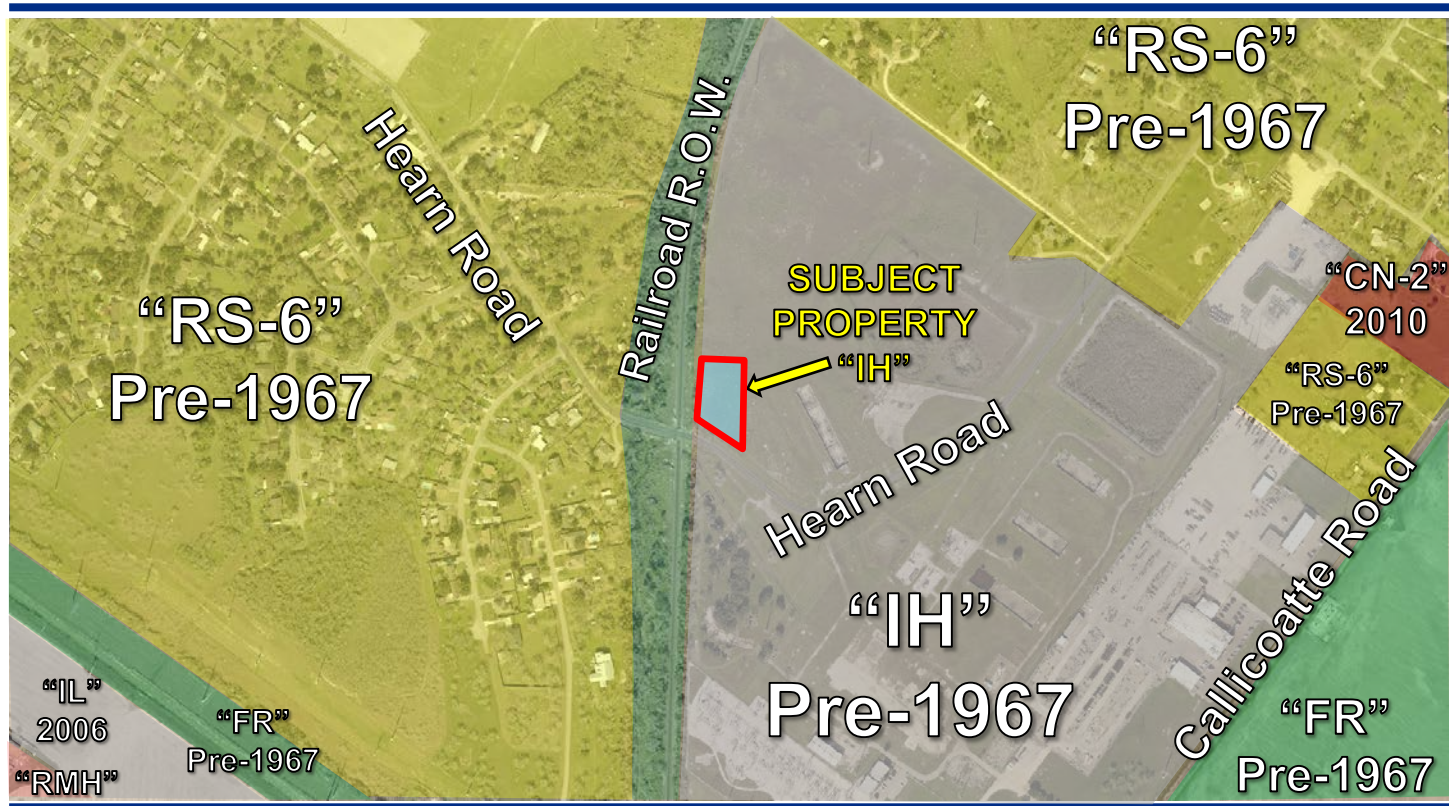 “RS-6”
Pre-1967
Hearn Road
Railroad R.O.W.
“RS-6”
Pre-1967
SUBJECT
PROPERTY
“IH”
“CN-2”
2010
“RS-6”
Pre-1967
Hearn Road
“IH”
Pre-1967
Callicoatte Road
“IL”
2006
“RMH”
“FR”
Pre-1967
“FR”
Pre-1967